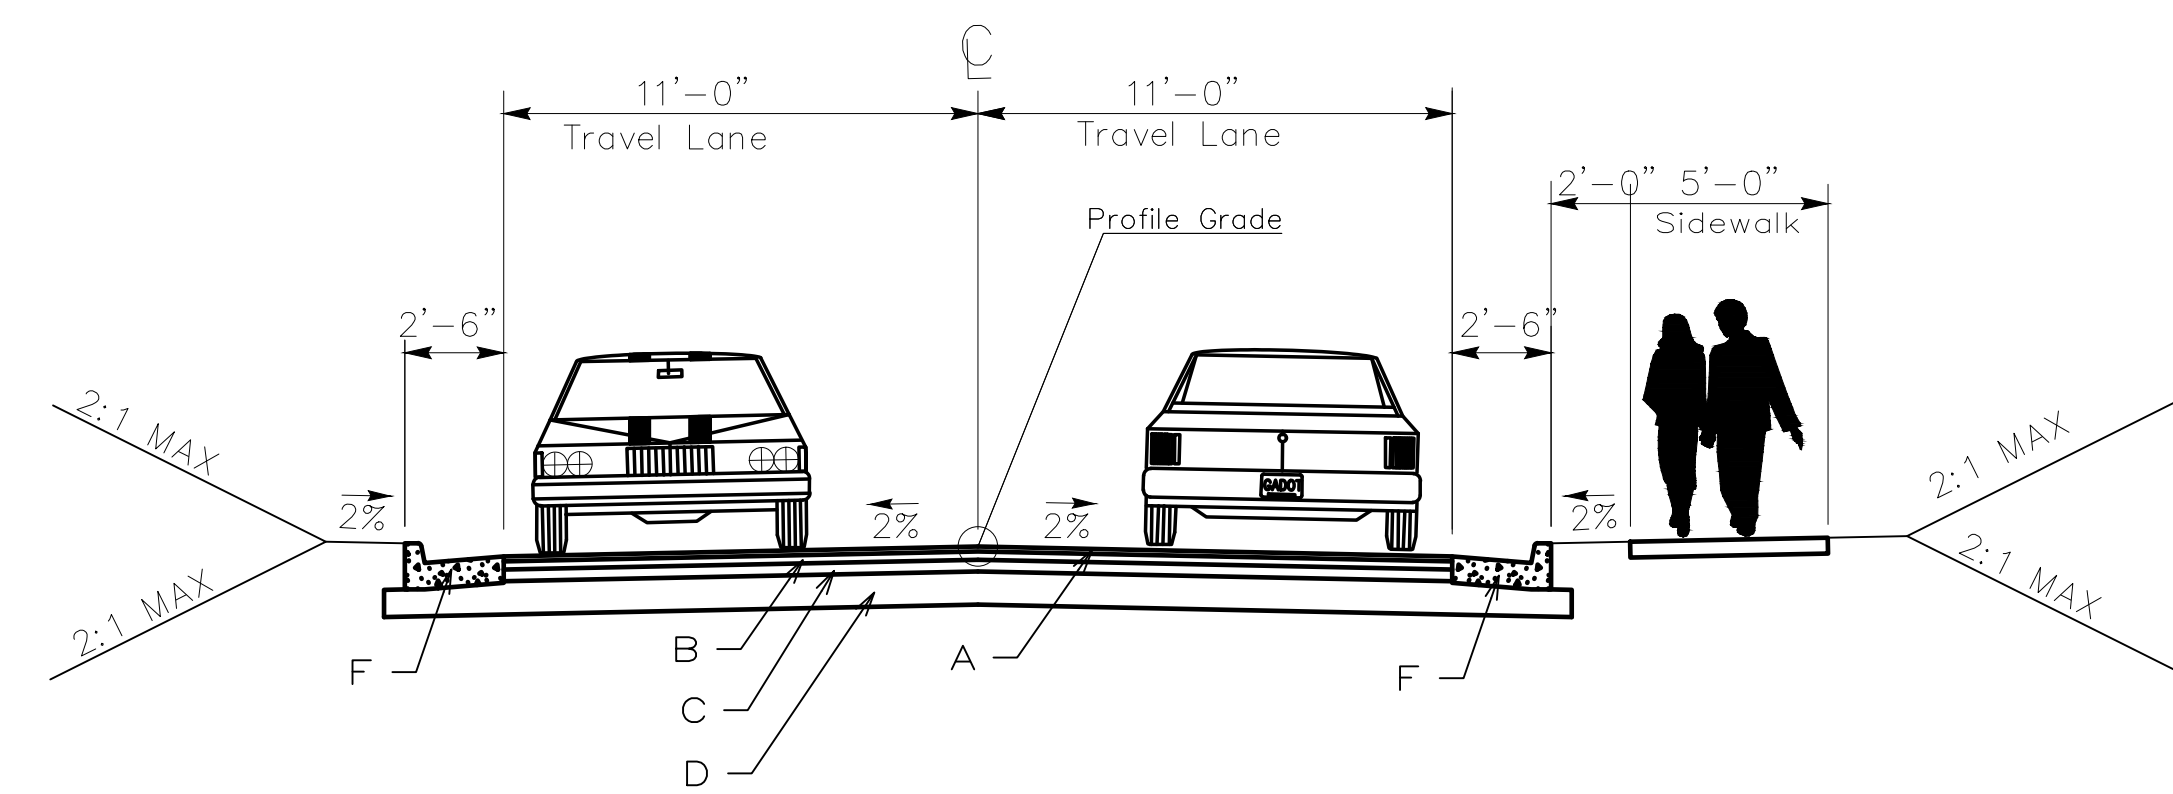 CL
11'-0" 11'-0"
Travel Lane Travel Lane
2'-0" 5'-0"
Sidewalk
Profile Grade
2'-6" 2'-6"
2:1 MAX 2:1 MAX
GADOT
2% 2% 2% 2%
2:1 MAX 2:1 MAX
F B A F
C
D